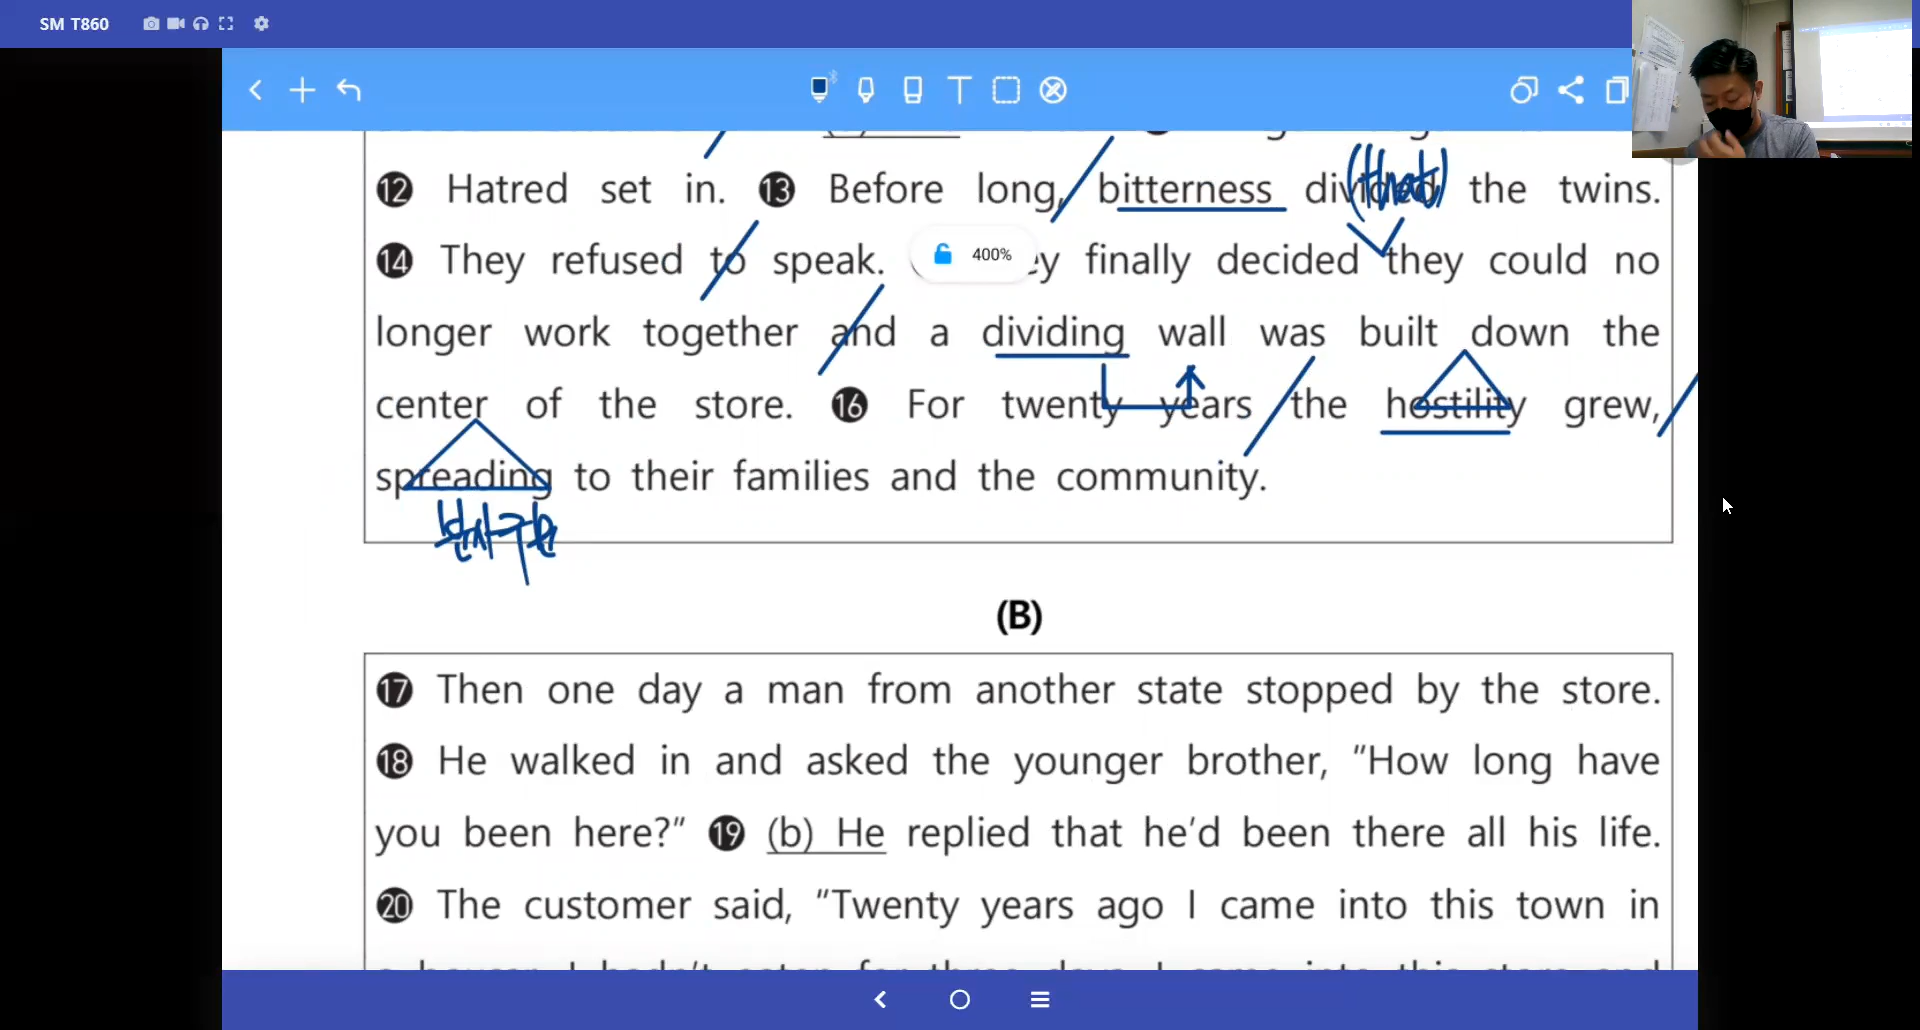 SM T860
(that)
⑫ Hatred set in. ⑬ Before long, bitterness divided the twins.
⑭ They refused to speak. 400% ey finally decided they could no
longer work together and a dividing wall was built down the
center of the store. ⑯ For twenty years the hostility grew,
spreading to their families and the community.
분사구문
(B)
⑰ Then one day a man from another state stopped by the store.
⑱ He walked in and asked the younger brother, “How long have
you been here?” ⑲ (b) He replied that he’d been there all his life.
⑳ The customer said, “Twenty years ago I came into this town in